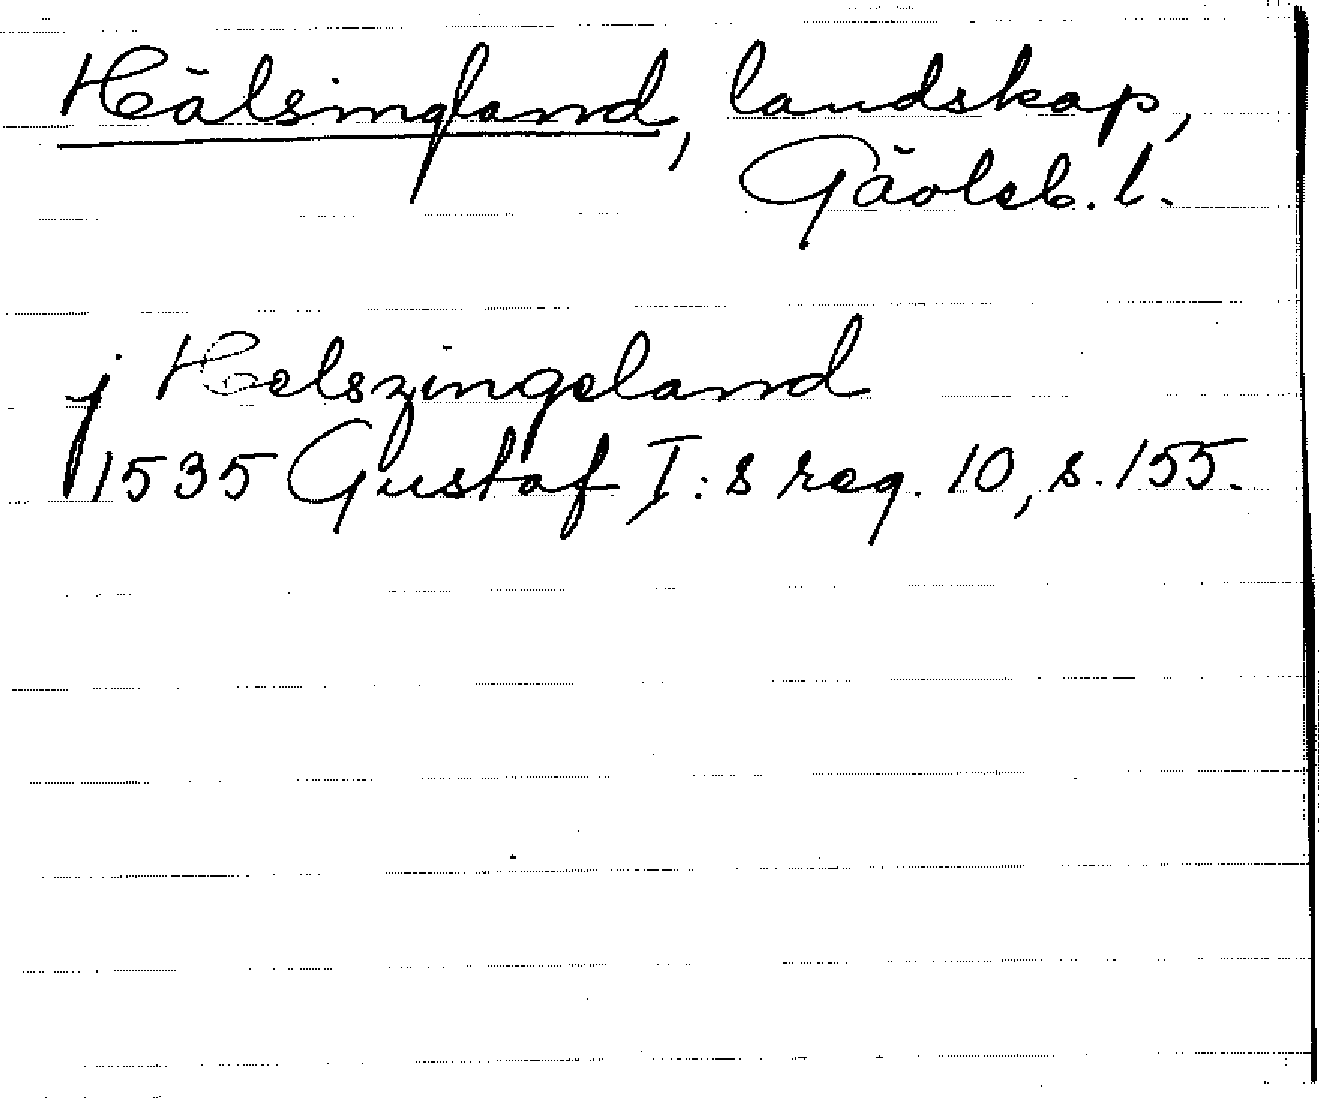 Hälsingland, landskap,
Gävleb. l.
j Helszingeland
1535 Gustaf I:s reg. 10, s. 155.